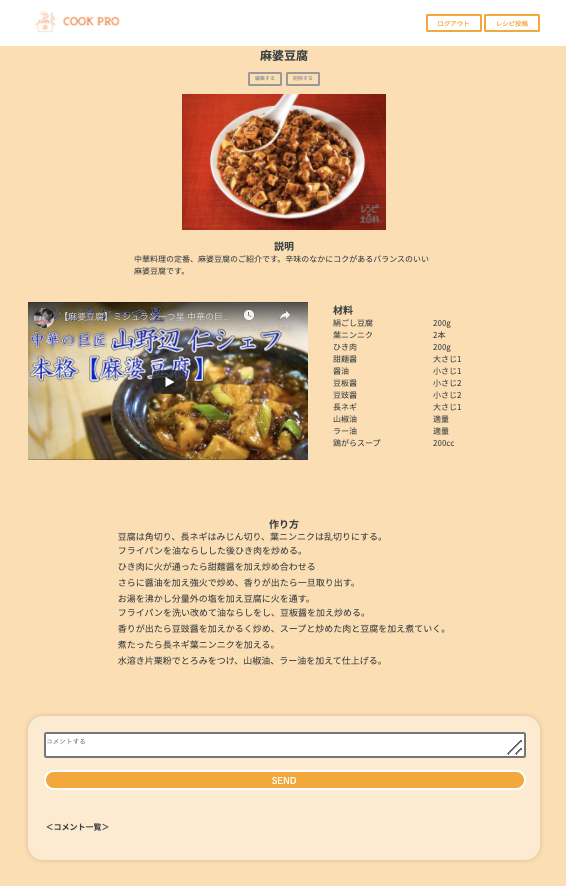 COOK PRO
ログアウト
レシピ投稿
麻婆豆腐
編集する
削除する
レシピ
大百科
説明
中華料理の定番、麻婆豆腐のご紹介です。辛味のなかにコクがあるバランスのいい
麻婆豆腐です。
【麻婆豆腐】ミシュラン一つ星 中華の巨...
中華の巨匠 山野辺 仁シェフ
本格【麻婆豆腐】
材料
絹ごし豆腐 200g
葉ニンニク 2本
ひき肉 200g
甜麺醤 大さじ1
醤油 小さじ1
豆板醤 小さじ2
豆豉醤 小さじ2
長ネギ 大さじ1
山椒油 適量
ラー油 適量
鶏がらスープ 200cc
作り方
豆腐は角切り、長ネギはみじん切り、葉ニンニクは乱切りにする。
フライパンを油ならしした後ひき肉を炒める。
ひき肉に火が通ったら甜麺醤を加え炒め合わせる
さらに醤油を加え強火で炒め、香りが出たら一旦取り出す。
お湯を沸かし分量外の塩を加え豆腐に火を通す。
フライパンを洗い改めて油ならしをし、豆板醤を加え炒める。
香りが出たら豆豉醤を加えかるく炒め、スープと炒めた肉と豆腐を加え煮ていく。
煮たったら長ネギ葉ニンニクを加える。
水溶き片栗粉でとろみをつけ、山椒油、ラー油を加えて仕上げる。
コメントする
SEND
＜コメント一覧＞